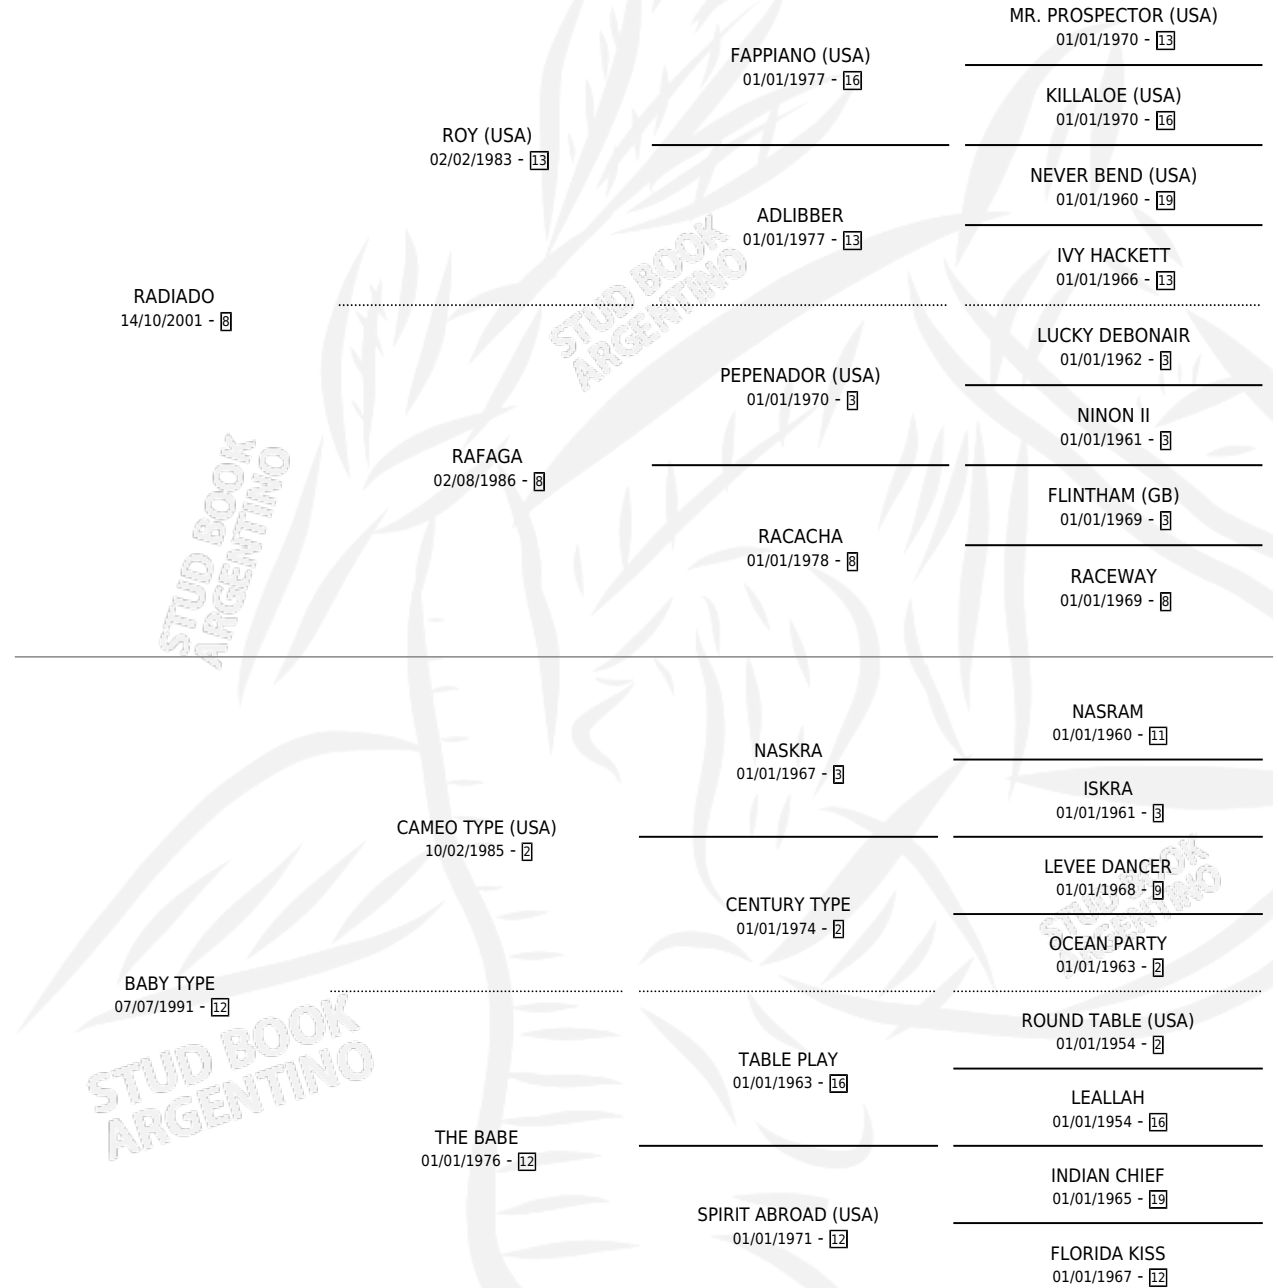 MR. PROSPECTOR (USA)
01/01/1970 - 13
FAPPIANO (USA)
01/01/1977 - 16
KILLALOE (USA)
01/01/1970 - 16
ROY (USA)
02/02/1983 - 13
NEVER BEND (USA)
01/01/1960 - 19
ADLIBBER
01/01/1977 - 13
IVY HACKETT
01/01/1966 - 13
RADIADO
14/10/2001 - 8
LUCKY DEBONAIR
01/01/1962 - 3
PEPENADOR (USA)
01/01/1970 - 3
NINON II
01/01/1961 - 3
RAFAGA
02/08/1986 - 8
FLINTHAM (GB)
01/01/1969 - 3
RACACHA
01/01/1978 - 8
RACEWAY
01/01/1969 - 8
NASRAM
01/01/1960 - 11
NASKRA
01/01/1967 - 3
ISKRA
01/01/1961 - 3
CAMEO TYPE (USA)
10/02/1985 - 2
LEVEE DANCER
01/01/1968 - 9
CENTURY TYPE
01/01/1974 - 2
OCEAN PARTY
01/01/1963 - 2
BABY TYPE
07/07/1991 - 12
ROUND TABLE (USA)
01/01/1954 - 2
TABLE PLAY
01/01/1963 - 16
LEALLAH
01/01/1954 - 16
THE BABE
01/01/1976 - 12
INDIAN CHIEF
01/01/1965 - 19
SPIRIT ABROAD (USA)
01/01/1971 - 12
FLORIDA KISS
01/01/1967 - 12
STUD BOOK
ARGENTINO
STUD BOOK
ARGENTINO
STUD BOOK
ARGENTINO
STUD BOOK
ARGENTINO